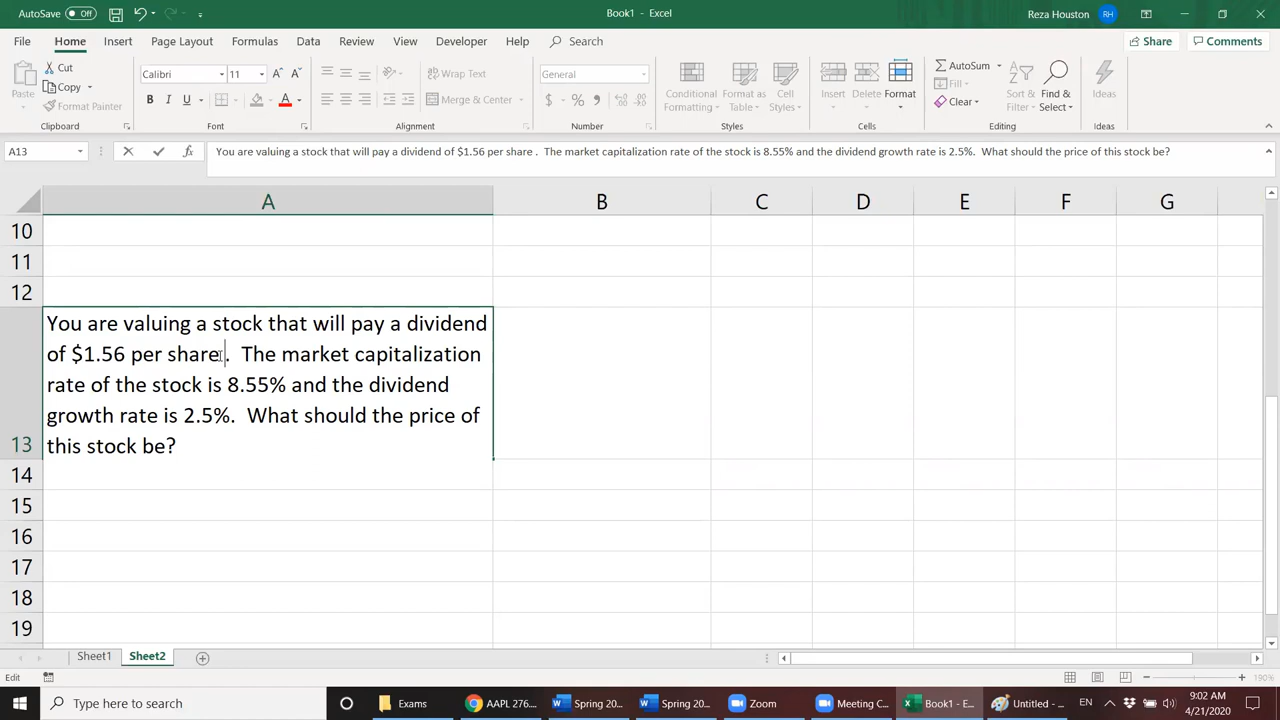 AutoSave Off
Book1 - Excel
Reza Houston RH
File Home Insert Page Layout Formulas Data Review View Developer Help Search
Share Comments
Paste
Cut
Copy
Format Painter
Calibri 11
B I U
Wrap Text
Merge & Center
General
$ % ,
Conditional Formatting
Format as Table
Cell Styles
Insert Delete Format
AutoSum
Fill
Clear
Sort & Filter
Find & Select
Ideas
Clipboard Font Alignment Number Styles Cells Editing Ideas
A13 fx You are valuing a stock that will pay a dividend of $1.56 per share .  The market capitalization rate of the stock is 8.55% and the dividend growth rate is 2.5%.  What should the price of this stock be?
A B C D E F G
10
11
12
You are valuing a stock that will pay a dividend
of $1.56 per share .  The market capitalization
rate of the stock is 8.55% and the dividend
growth rate is 2.5%.  What should the price of
13 this stock be?
14
15
16
17
18
19
Sheet1 Sheet2
Edit 190%
Type here to search
Exams
AAPL 276...
Spring 20...
Spring 20...
Zoom
Meeting C...
Book1 - E...
Untitled - ...
EN
9:02 AM
4/21/2020